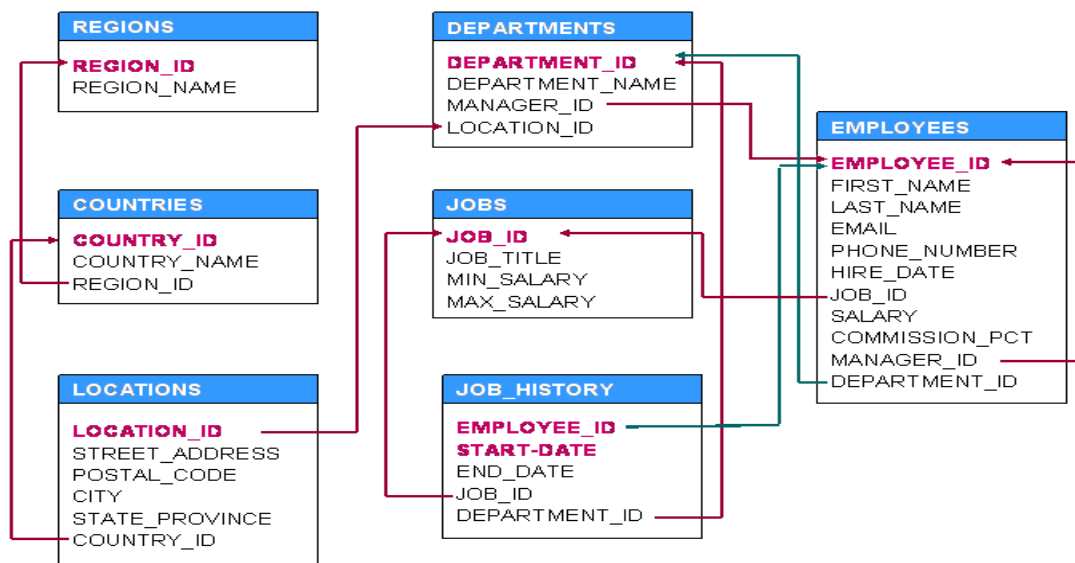 REGIONS
REGION_ID
REGION_NAME
DEPARTMENTS
DEPARTMENT_ID
DEPARTMENT_NAME
MANAGER_ID
LOCATION_ID
EMPLOYEES
EMPLOYEE_ID
FIRST_NAME
LAST_NAME
EMAIL
PHONE_NUMBER
HIRE_DATE
JOB_ID
SALARY
COMMISSION_PCT
MANAGER_ID
DEPARTMENT_ID
COUNTRIES
COUNTRY_ID
COUNTRY_NAME
REGION_ID
JOBS
JOB_ID
JOB_TITLE
MIN_SALARY
MAX_SALARY
LOCATIONS
LOCATION_ID
STREET_ADDRESS
POSTAL_CODE
CITY
STATE_PROVINCE
COUNTRY_ID
JOB_HISTORY
EMPLOYEE_ID
START-DATE
END_DATE
JOB_ID
DEPARTMENT_ID